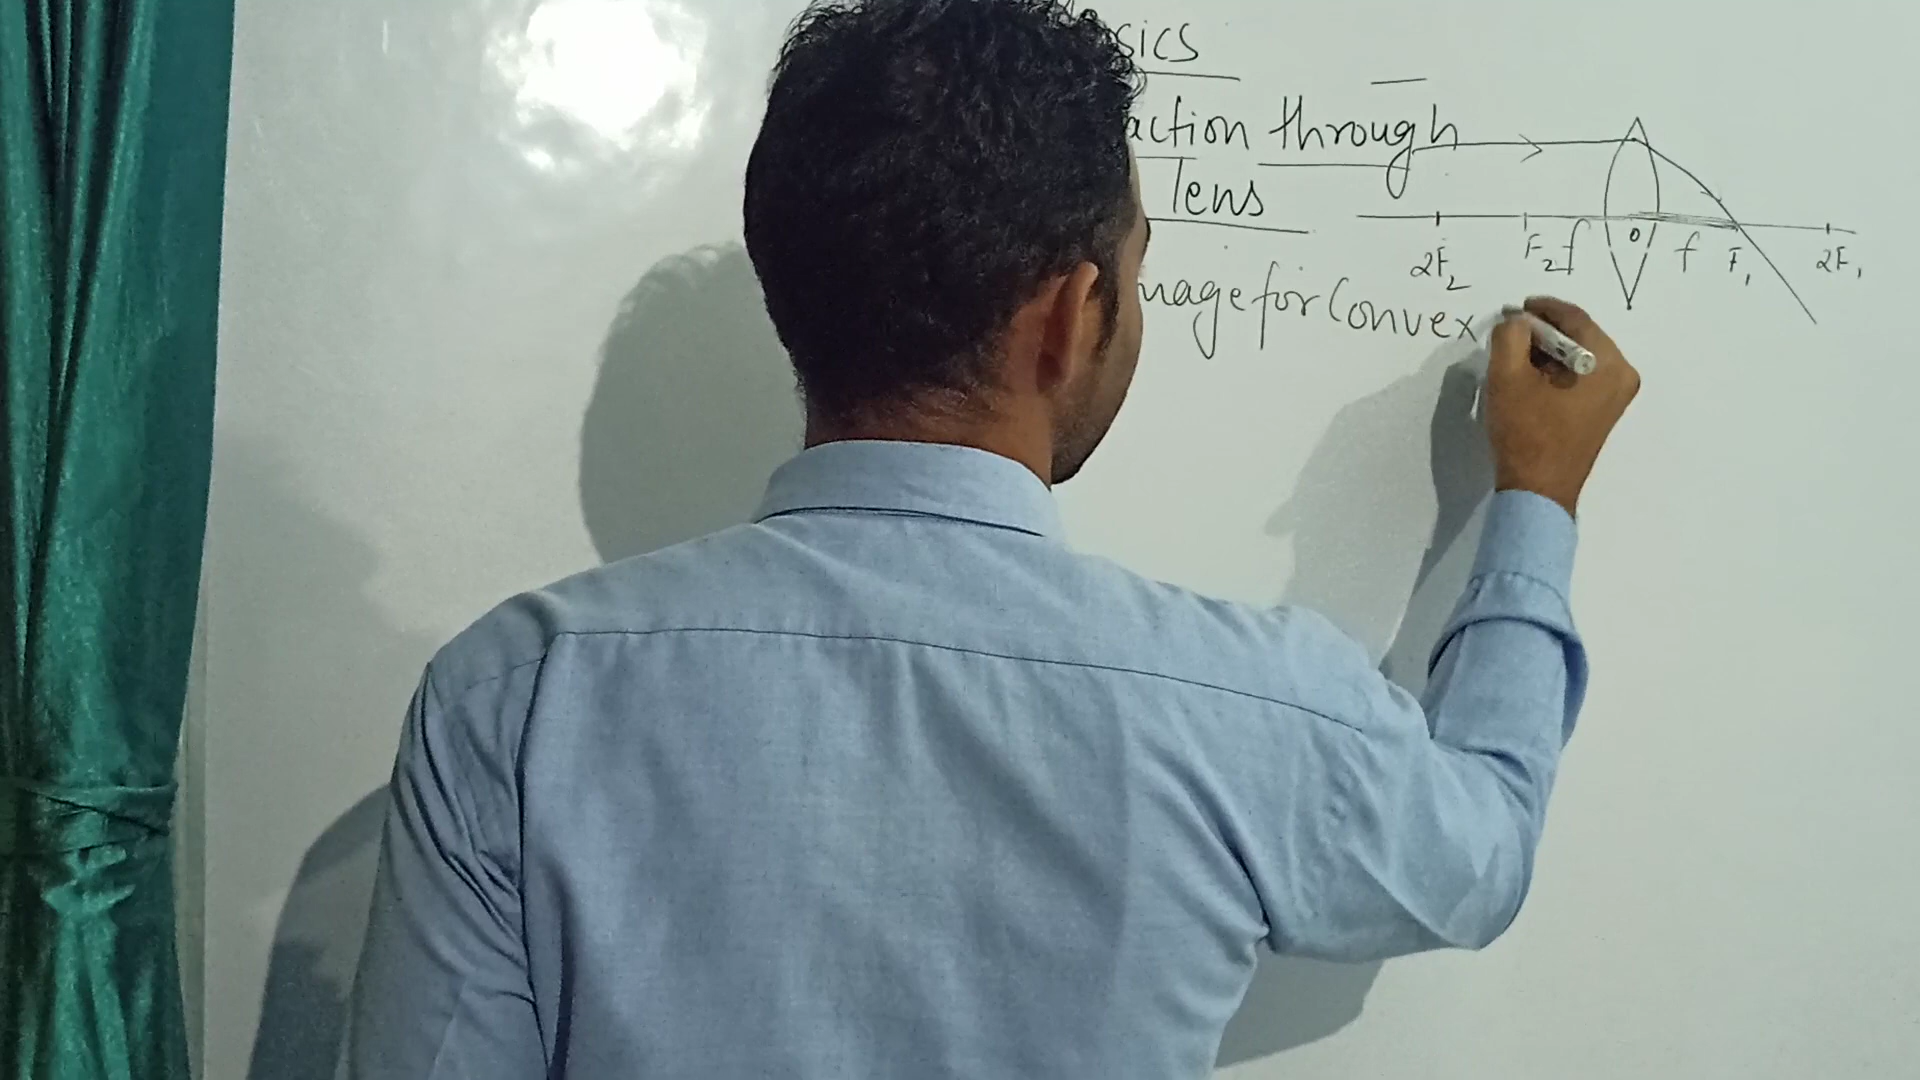 sics
action through
lens
mage for Convex
2F2 F2 f O f F1 2F1